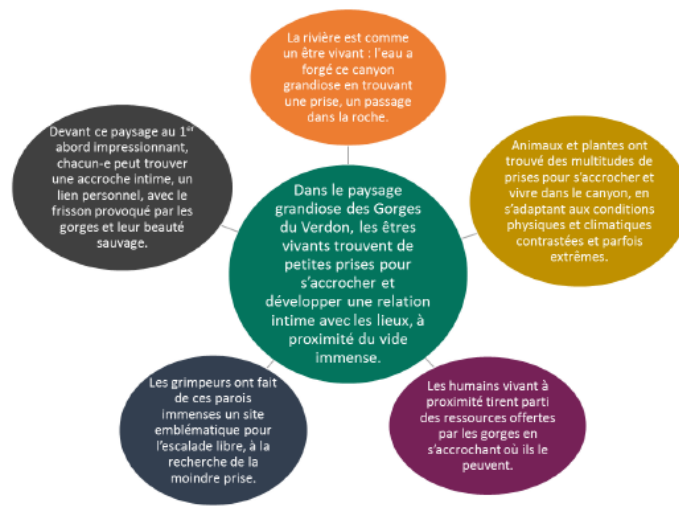 La rivière est comme
un être vivant : l'eau a
forgé ce canyon
grandiose en trouvant
une prise, un passage
dans la roche.
Devant ce paysage au 1er
abord impressionnant,
chacun-e peut trouver
une accroche intime, un
lien personnel, avec le
frisson provoqué par les
gorges et leur beauté
sauvage.
Animaux et plantes ont
trouvé des multitudes de
prises pour s'accrocher et
vivre dans le canyon, en
s'adaptant aux conditions
physiques et climatiques
contrastées et parfois
extrêmes.
Dans le paysage
grandiose des Gorges
du Verdon, les êtres
vivants trouvent de
petites prises pour
s'accrocher et
développer une relation
intime avec les lieux, à
proximité du vide
immense.
Les grimpeurs ont fait
de ces parois
immenses un site
emblématique pour
l'escalade libre, à la
recherche de la
moindre prise.
Les humains vivant à
proximité tirent parti
des ressources offertes
par les gorges en
s'accrochant où ils le
peuvent.